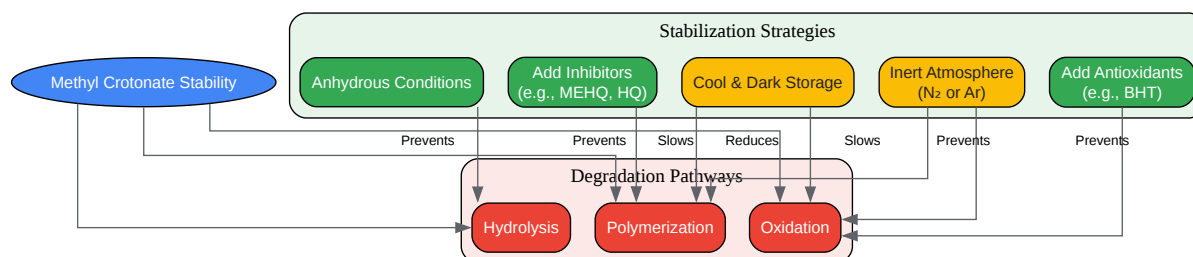 Stabilization Strategies
Methyl Crotonate Stability
Anhydrous Conditions
Add Inhibitors
(e.g., MEHQ, HQ)
Cool & Dark Storage
Inert Atmosphere
(N₂ or Ar)
Add Antioxidants
(e.g., BHT)
Prevents
Prevents
Slows
Reduces
Slows
Prevents
Prevents
Degradation Pathways
Hydrolysis
Polymerization
Oxidation